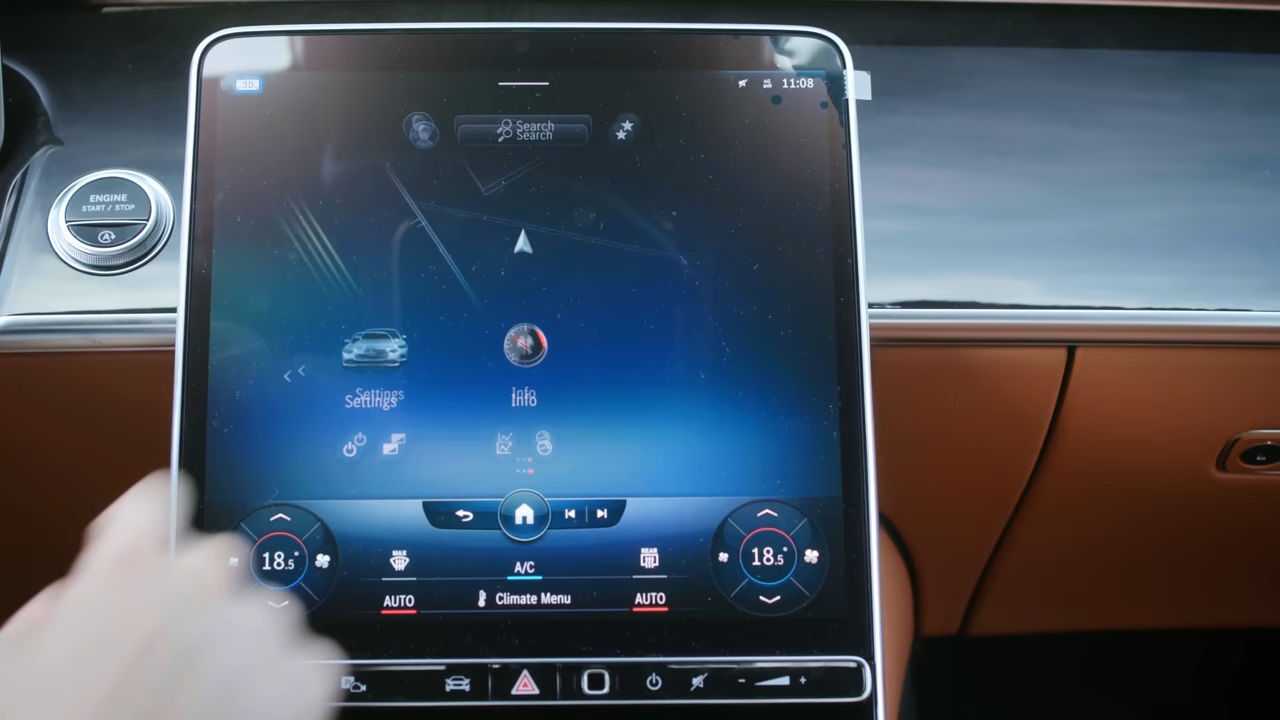 30
11:08
Search
Search
ENGINE
START / STOP
A
Settings
Settings
Info
Info
18.5°
MAX
A/C
REAR
18.5°
AUTO
Climate Menu
AUTO